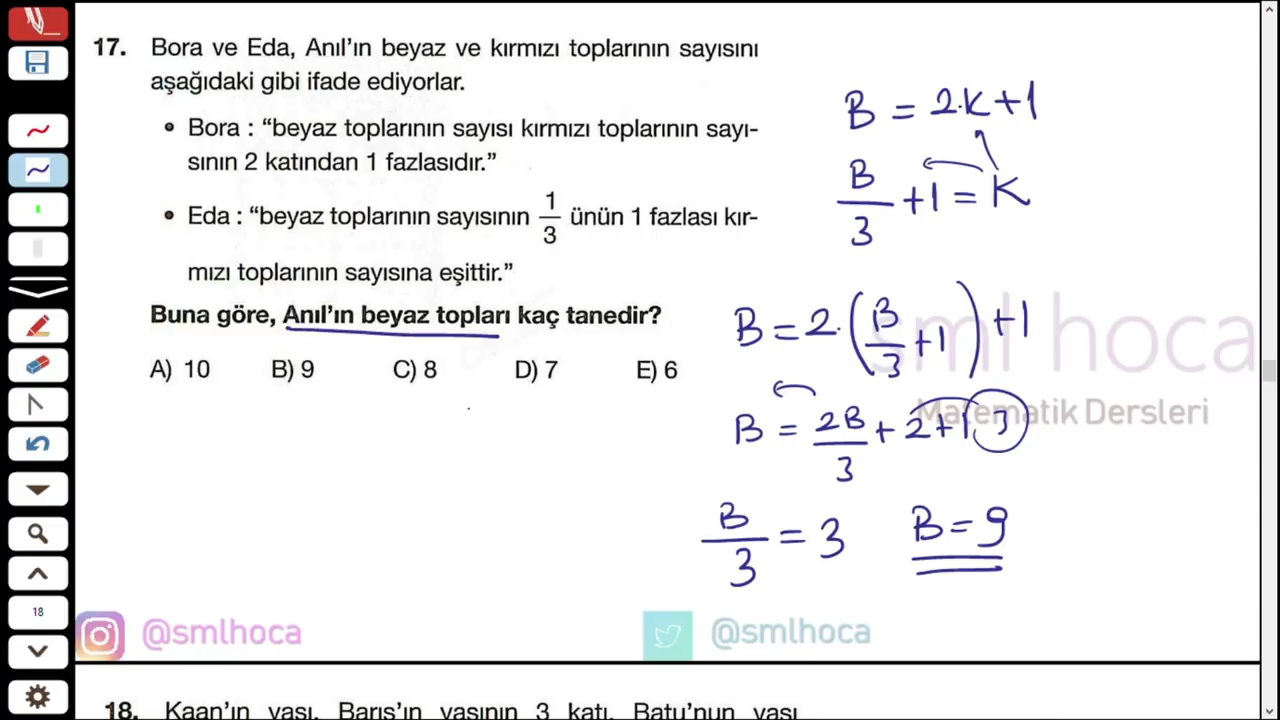 17. Bora ve Eda, Anıl'ın beyaz ve kırmızı toplarının sayısını
aşağıdaki gibi ifade ediyorlar.
• Bora : "beyaz toplarının sayısı kırmızı toplarının sayı-
sının 2 katından 1 fazlasıdır."
• Eda : "beyaz toplarının sayısının 1/3 ünün 1 fazlası kır-
mızı toplarının sayısına eşittir."
Buna göre, Anıl'ın beyaz topları kaç tanedir?
A) 10 B) 9 C) 8 D) 7 E) 6
B = 2.K+1
B/3 +1 = K
B = 2.(B/3 +1) +1
B = 2B/3 + 2+1 3
B/3 = 3 B = 9
sml hoca
Matematik Dersleri
@smlhoca @smlhoca
18
18. Kaan'ın yaşı, Barış'ın yaşının 3 katı, Batu'nun yaşı